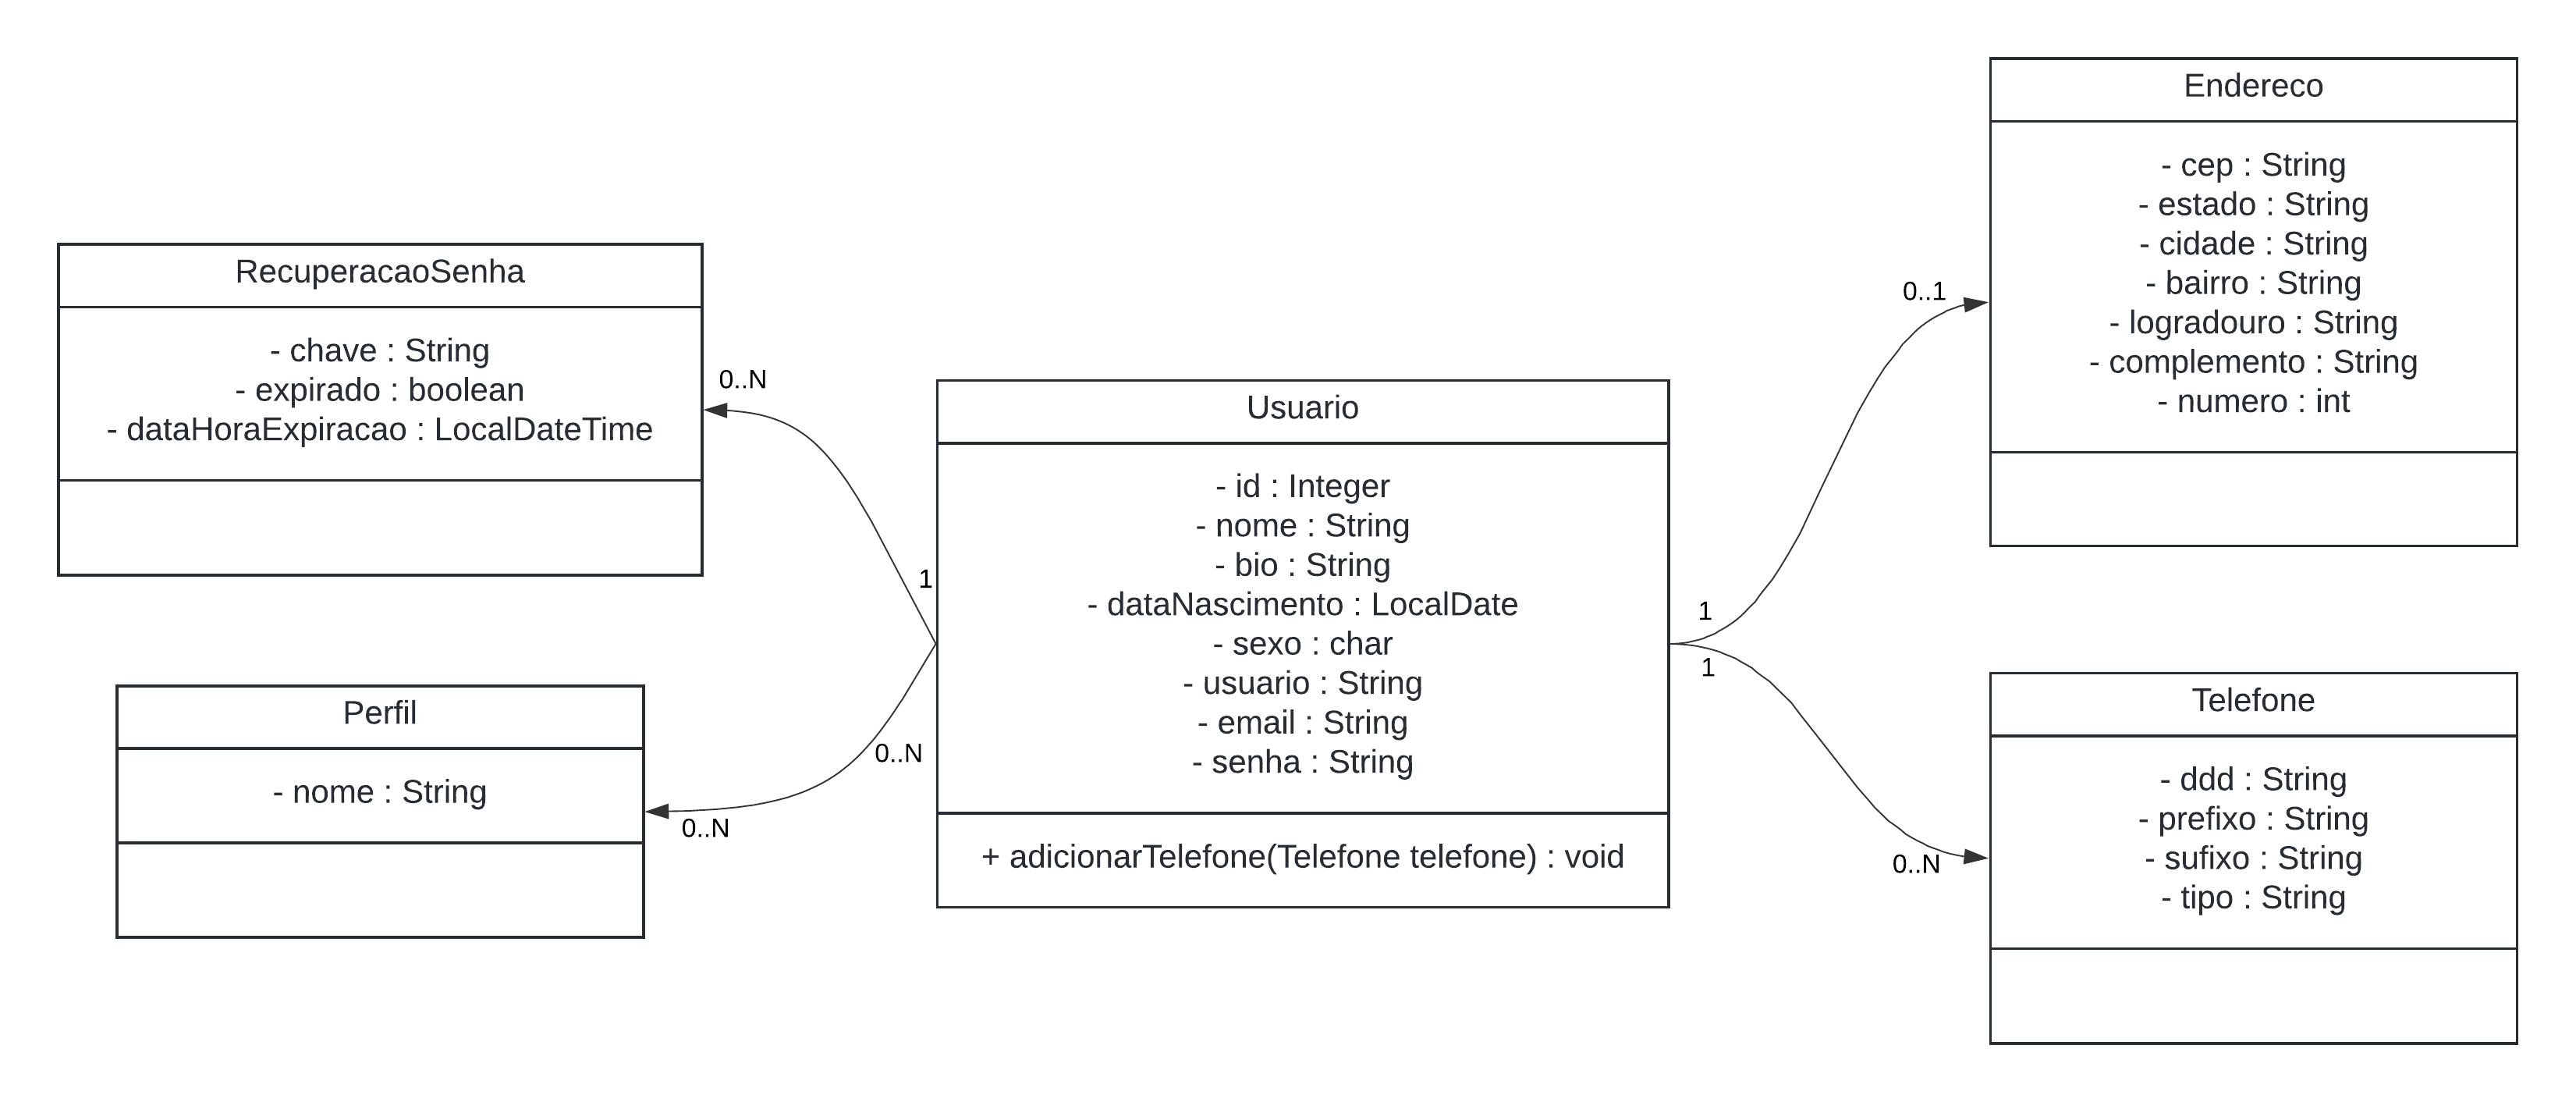 RecuperacaoSenha
- chave : String
- expirado : boolean
- dataHoraExpiracao : LocalDateTime
0..N
1
Perfil
- nome : String
0..N
0..N
Usuario
- id : Integer
- nome : String
- bio : String
- dataNascimento : LocalDate
- sexo : char
- usuario : String
- email : String
- senha : String
+ adicionarTelefone(Telefone telefone) : void
1
0..1
1
0..N
Endereco
- cep : String
- estado : String
- cidade : String
- bairro : String
- logradouro : String
- complemento : String
- numero : int
Telefone
- ddd : String
- prefixo : String
- sufixo : String
- tipo : String